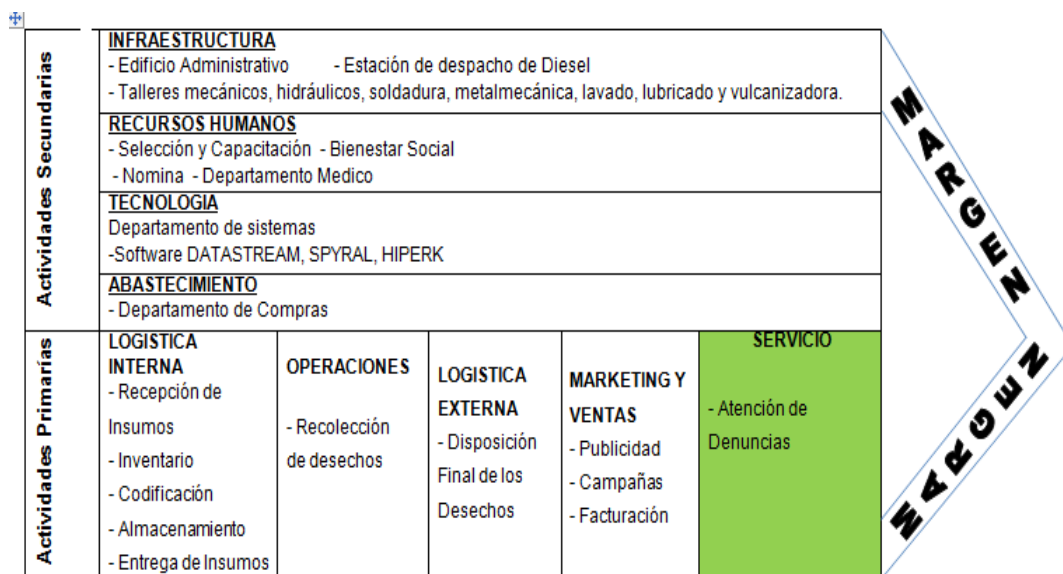 Actividades Secundarias
INFRAESTRUCTURA
- Edificio Administrativo - Estación de despacho de Diesel
- Talleres mecánicos, hidráulicos, soldadura, metalmecánica, lavado, lubricado y vulcanizadora.
RECURSOS HUMANOS
- Selección y Capacitación - Bienestar Social
- Nomina - Departamento Medico
TECNOLOGIA
Departamento de sistemas
-Software DATASTREAM, SPYRAL, HIPERK
ABASTECIMIENTO
- Departamento de Compras
Actividades Primarías
LOGISTICA
INTERNA
- Recepción de
Insumos
- Inventario
- Codificación
- Almacenamiento
- Entrega de Insumos
OPERACIONES
- Recolección
de desechos
LOGISTICA
EXTERNA
- Disposición
Final de los
Desechos
MARKETING Y
VENTAS
- Publicidad
- Campañas
- Facturación
SERVICIO
- Atención de
Denuncias
MARGEN
MARGEN